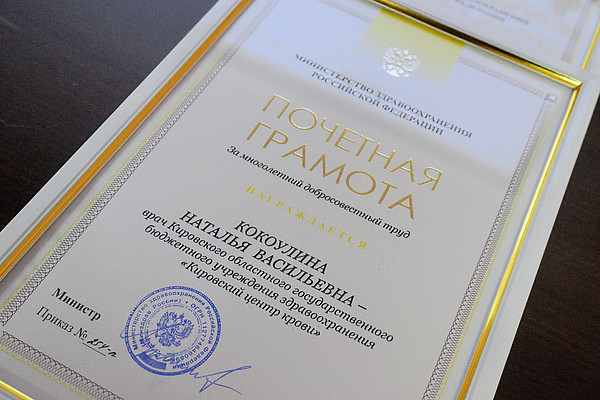 МИНИСТЕРСТВО ЗДРАВООХРАНЕНИЯ
РОССИЙСКОЙ ФЕДЕРАЦИИ
ПОЧЕТНАЯ
ГРАМОТА
За многолетний добросовестный труд
НАГРАЖДАЕТСЯ
КОКОУЛИНА
НАТАЛЬЯ ВАСИЛЬЕВНА –
врач Кировского областного государственного
бюджетного учреждения здравоохранения
«Кировский центр крови»
Министр
Приказ №